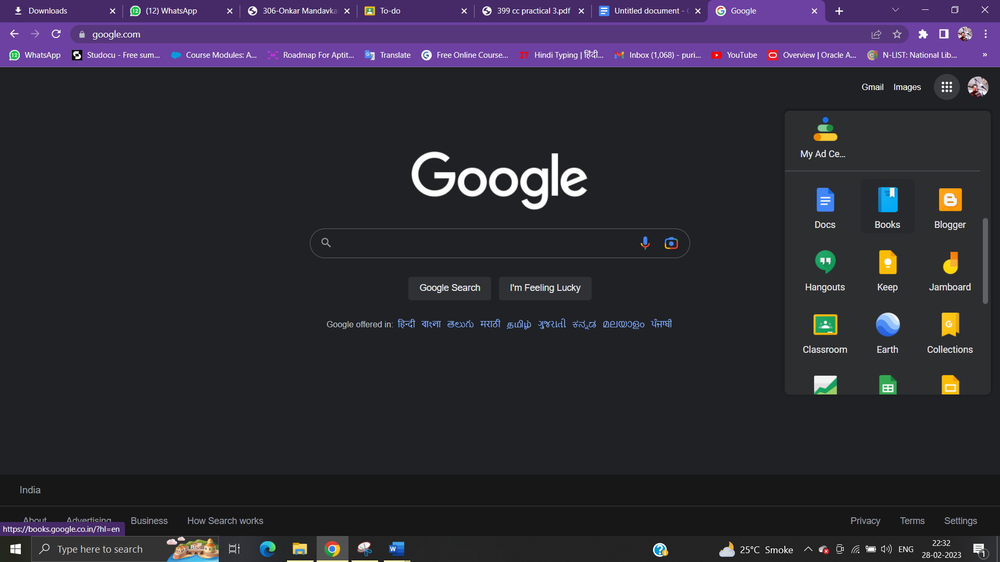 Downloads
(12) WhatsApp
306-Onkar Mandavka
To-do
399 cc practical 3.pdf
Untitled document -
Google
google.com
WhatsApp
Studocu - Free sum...
Course Modules: A...
Roadmap For Aptit...
Translate
Free Online Course...
IT Hindi Typing | हिंदी...
Inbox (1,068) - puri...
YouTube
Overview | Oracle A...
N-LIST: National Lib...
»
Gmail
Images
My Ad Ce...
Google
Docs
Books
Blogger
Hangouts
Keep
Jamboard
Google Search
I'm Feeling Lucky
Google offered in: हिन्दी বাংলা తెలుగు मराठी தமிழ் ગુજરાતી ಕನ್ನಡ മലയാളം ਪੰਜਾਬੀ
Classroom
Earth
Collections
India
About
Advertising
Business
How Search works
Privacy
Terms
Settings
https://books.google.co.in/?hl=en
Type here to search
25°C Smoke
ENG
22:32
28-02-2023
1